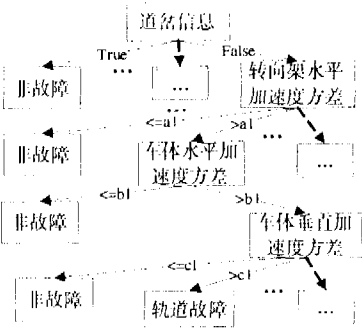 道岔信息
True
False
非故障
...
...
转向架水平
加速度方差
...
<=a1
>a1
...
非故障
车体水平加
速度方差
...
<=b1
>b1
非故障
车体垂直加
速度方差
<=c1
>c1
...
非故障
轨道故障
...